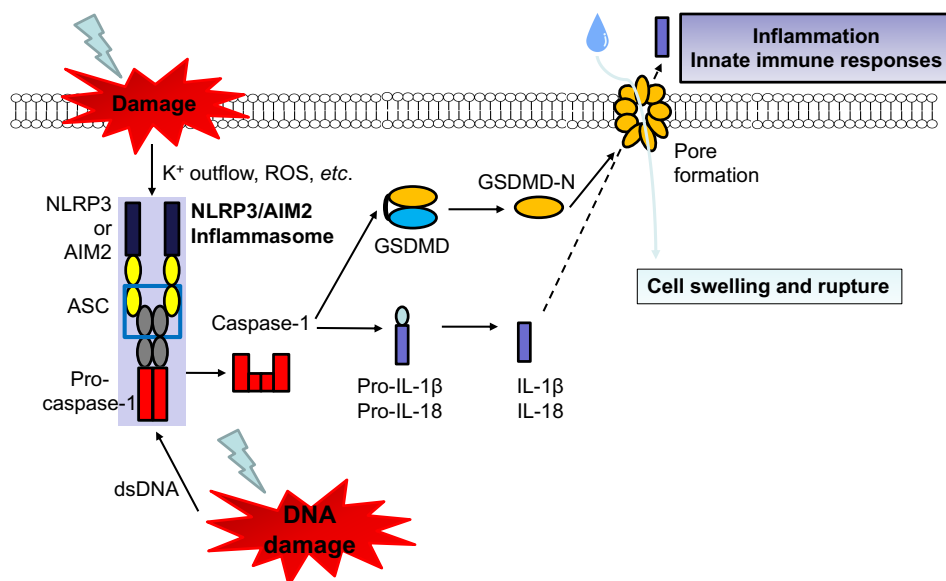 Inflammation
Innate immune responses
Damage
Pore
formation
K⁺ outflow, ROS, etc.
NLRP3
or
AIM2
NLRP3/AIM2
Inflammasome
GSDMD
GSDMD-N
Cell swelling and rupture
ASC
Caspase-1
Pro-
caspase-1
Pro-IL-1β
Pro-IL-18
IL-1β
IL-18
dsDNA
DNA
damage